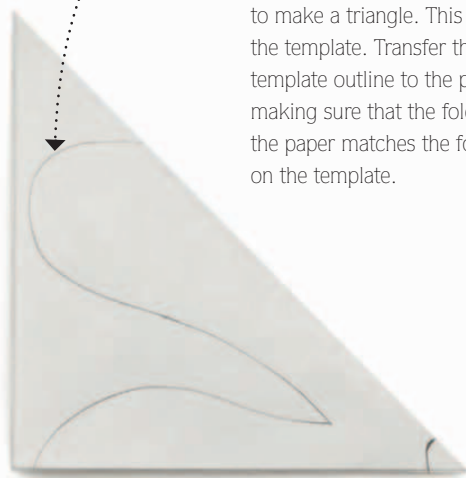 to make a triangle. This
the template. Transfer th
template outline to the p
making sure that the fol
the paper matches the fo
on the template.